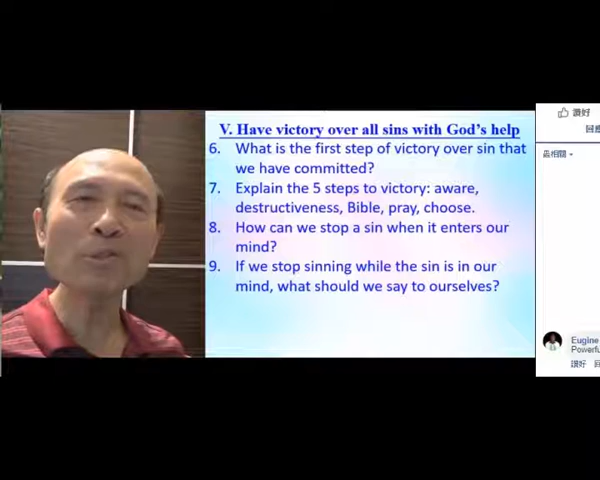 V. Have victory over all sins with God's help
6. What is the first step of victory over sin that
we have committed?
7. Explain the 5 steps to victory: aware,
destructiveness, Bible, pray, choose.
8. How can we stop a sin when it enters our
mind?
9. If we stop sinning while the sin is in our
mind, what should we say to ourselves?
讚好
Eugine
Powerfu
讚好